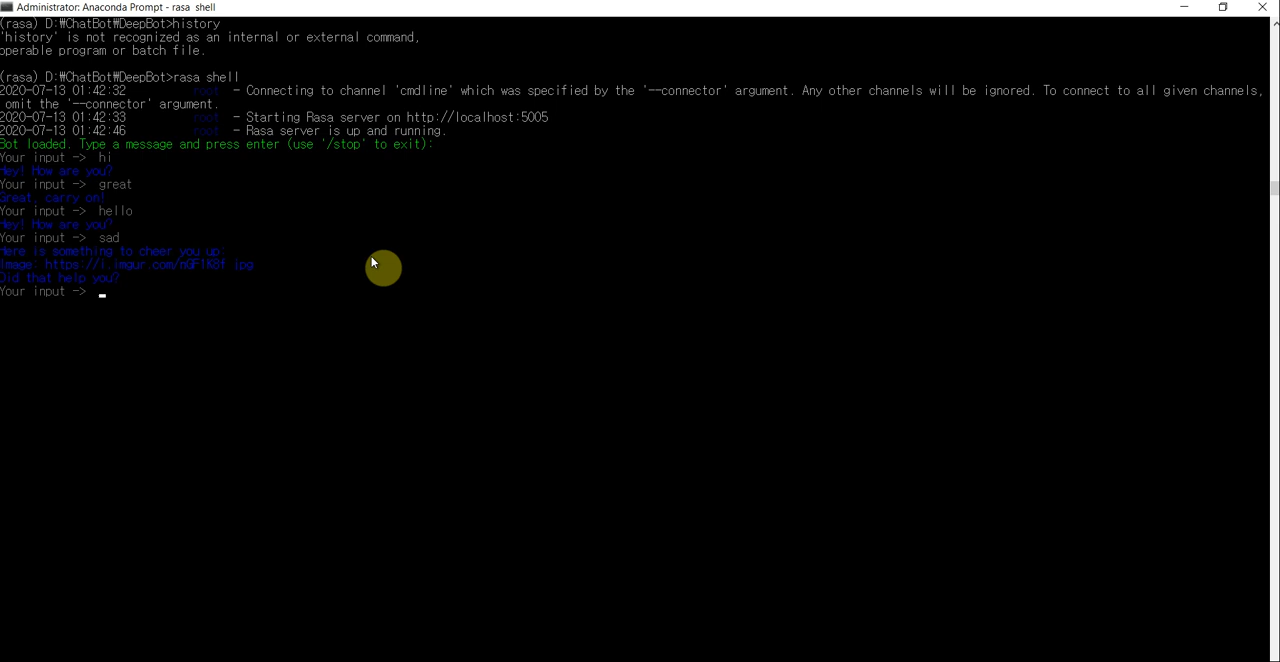 Administrator: Anaconda Prompt - rasa shell
(rasa) D:₩ChatBot₩DeepBot>history
'history' is not recognized as an internal or external command,
operable program or batch file.
(rasa) D:₩ChatBot₩DeepBot>rasa shell
2020-07-13 01:42:32 root - Connecting to channel 'cmdline' which was specified by the '--connector' argument. Any other channels will be ignored. To connect to all given channels,
omit the '--connector' argument.
2020-07-13 01:42:33 root - Starting Rasa server on http://localhost:5005
2020-07-13 01:42:46 root - Rasa server is up and running.
Bot loaded. Type a message and press enter (use '/stop' to exit):
Your input -> hi
Hey! How are you?
Your input -> great
Great, carry on!
Your input -> hello
Hey! How are you?
Your input -> sad
Here is something to cheer you up:
Image: https://i.imgur.com/nGF1K8f.jpg
Did that help you?
Your input ->